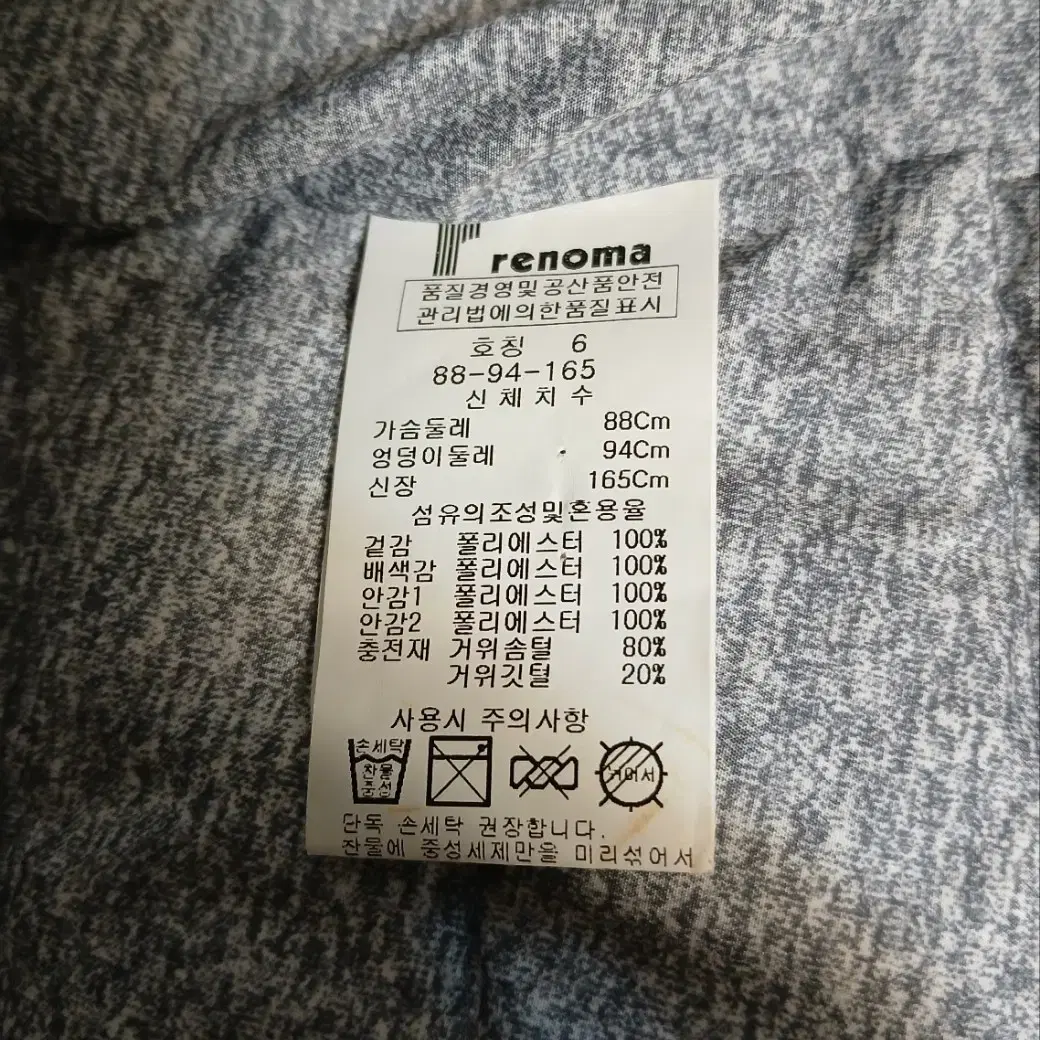 renoma
품질경영및공산품안전
관리법에의한품질표시
호칭 6
88-94-165
신체치수
가슴둘레 88Cm
엉덩이둘레 94Cm
신장 165Cm
섬유의조성및혼용율
겉감 폴리에스터 100%
배색감 폴리에스터 100%
안감1 폴리에스터 100%
안감2 폴리에스터 100%
충전재 거위솜털 80%
거위깃털 20%
사용시 주의사항
손세탁
찬물
중성
단독 손세탁 권장합니다.
찬물에 중성세제만을 미리섞어서